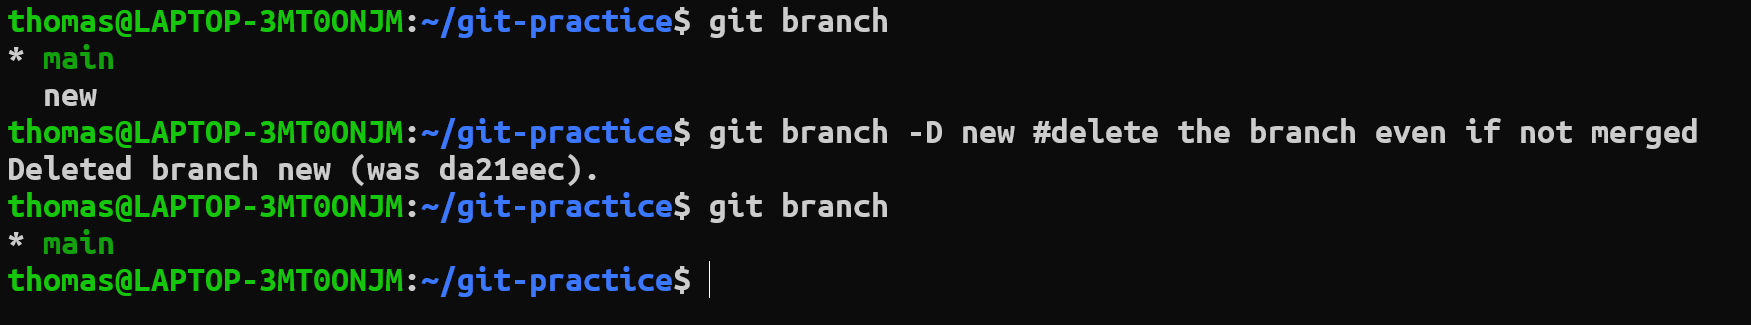 thomas@LAPTOP-3MT0ONJM:~/git-practice$ git branch
* main
  new
thomas@LAPTOP-3MT0ONJM:~/git-practice$ git branch -D new #delete the branch even if not merged
Deleted branch new (was da21eec).
thomas@LAPTOP-3MT0ONJM:~/git-practice$ git branch
* main
thomas@LAPTOP-3MT0ONJM:~/git-practice$